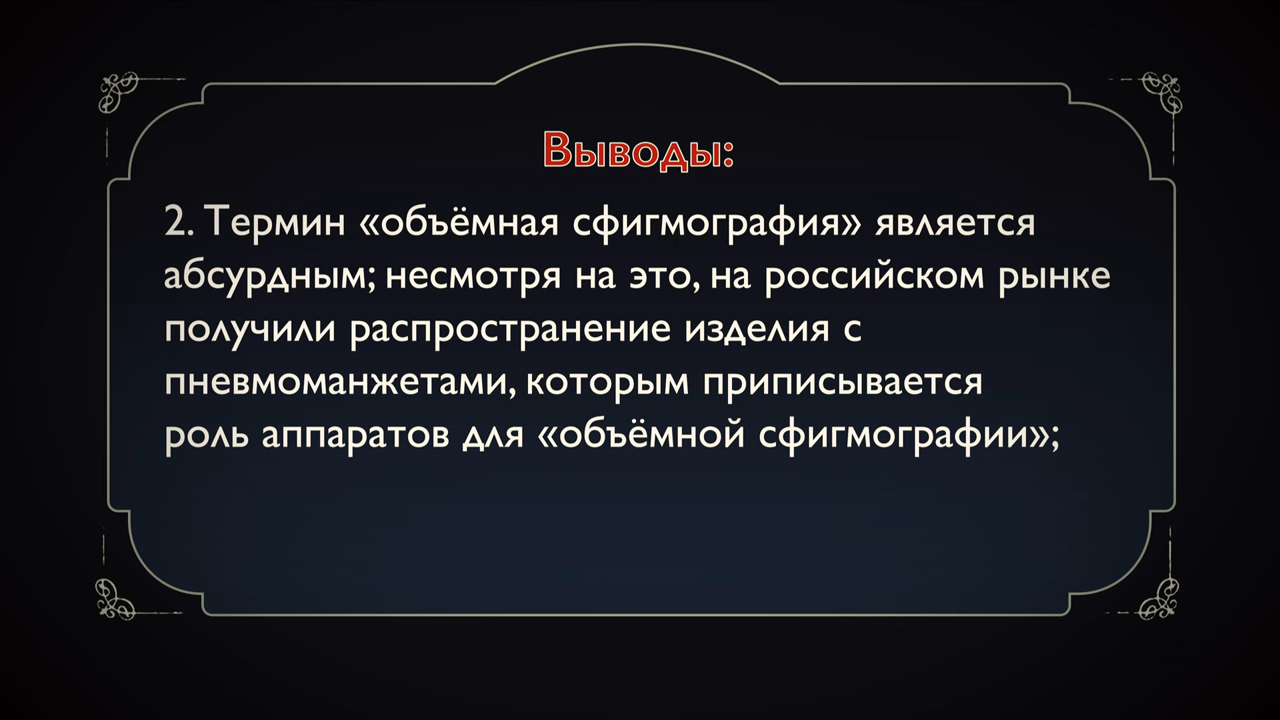 Выводы:
2. Термин «объёмная сфигмография» является
абсурдным; несмотря на это, на российском рынке
получили распространение изделия с
пневмоманжетами, которым приписывается
роль аппаратов для «объёмной сфигмографии»;